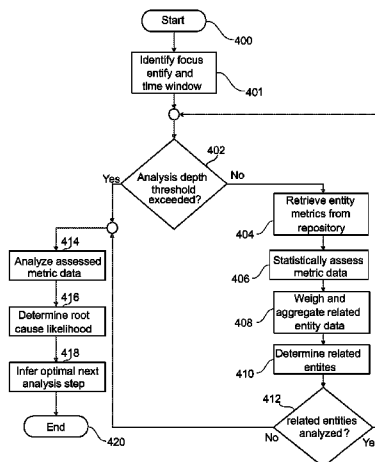 Start
400
Identify focus
entify and
time window
401
402
Analysis depth
threshold
exceeded?
Yes
No
Retrieve entity
metrics from
repository
404
Statistically assess
metric data
406
Weigh and
aggregate related
entity data
408
Determine related
entites
410
412
related entities
analyzed?
No
Yes
414
Analyze assessed
metric data
416
Determine root
cause likelihood
418
Infer optimal next
analysis step
End
420